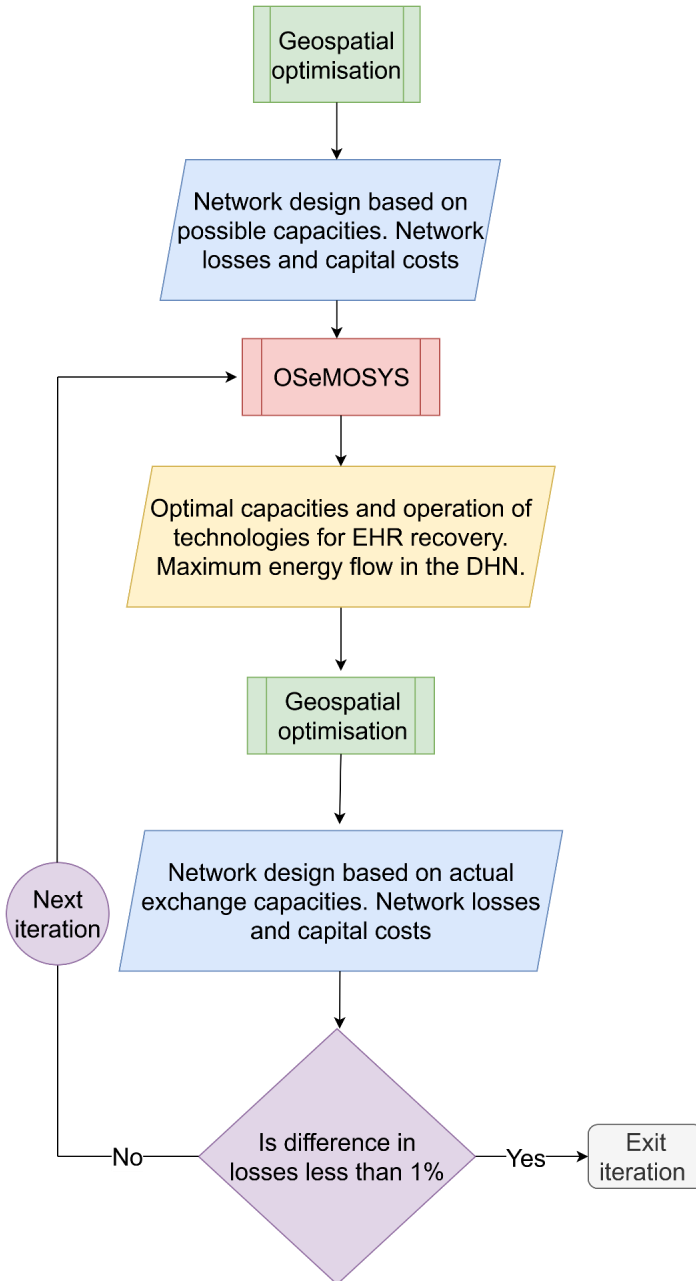 Geospatial
optimisation
Network design based on
possible capacities. Network
losses and capital costs
OSeMOSYS
Optimal capacities and operation of
technologies for EHR recovery.
Maximum energy flow in the DHN.
Geospatial
optimisation
Network design based on actual
exchange capacities. Network losses
and capital costs
Next
iteration
Is difference in
losses less than 1%
No
Yes
Exit
iteration